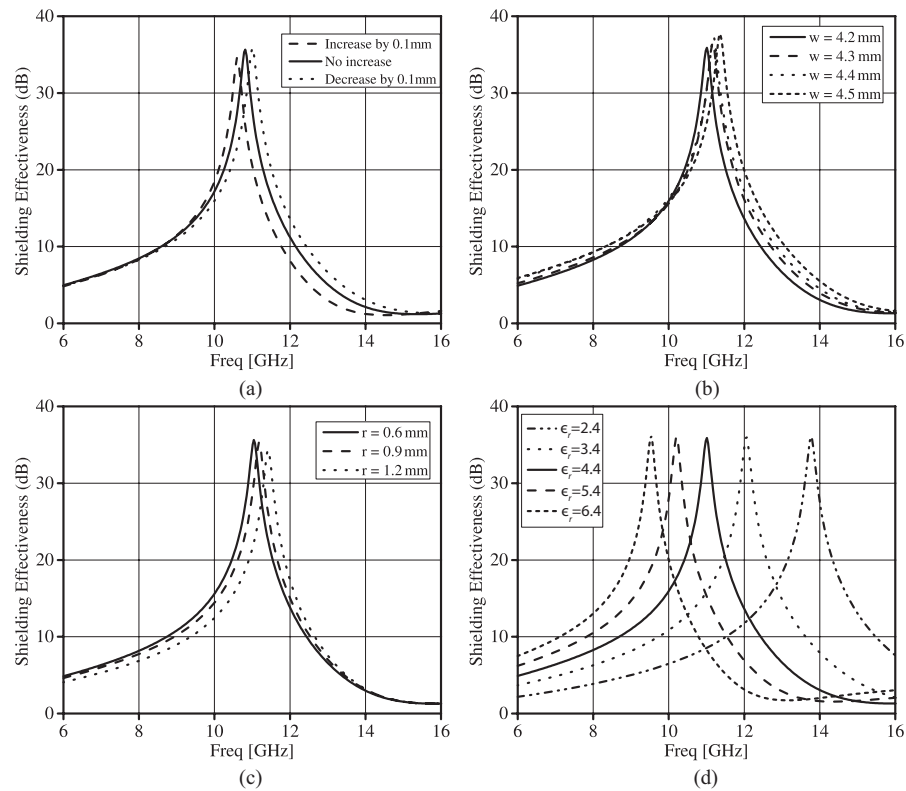 40
30
20
10
0
Shielding Effectiveness (dB)
Increase by 0.1mm
No increase
Decrease by 0.1mm
6
8
10
12
14
16
Freq [GHz]
(a)
40
30
20
10
0
Shielding Effectiveness (dB)
w = 4.2 mm
w = 4.3 mm
w = 4.4 mm
w = 4.5 mm
6
8
10
12
14
16
Freq [GHz]
(b)
40
30
20
10
0
Shielding Effectiveness (dB)
r = 0.6 mm
r = 0.9 mm
r = 1.2 mm
6
8
10
12
14
16
Freq [GHz]
(c)
40
30
20
10
0
Shielding Effectiveness (dB)
ϵr=2.4
ϵr=3.4
ϵr=4.4
ϵr=5.4
ϵr=6.4
6
8
10
12
14
16
Freq [GHz]
(d)